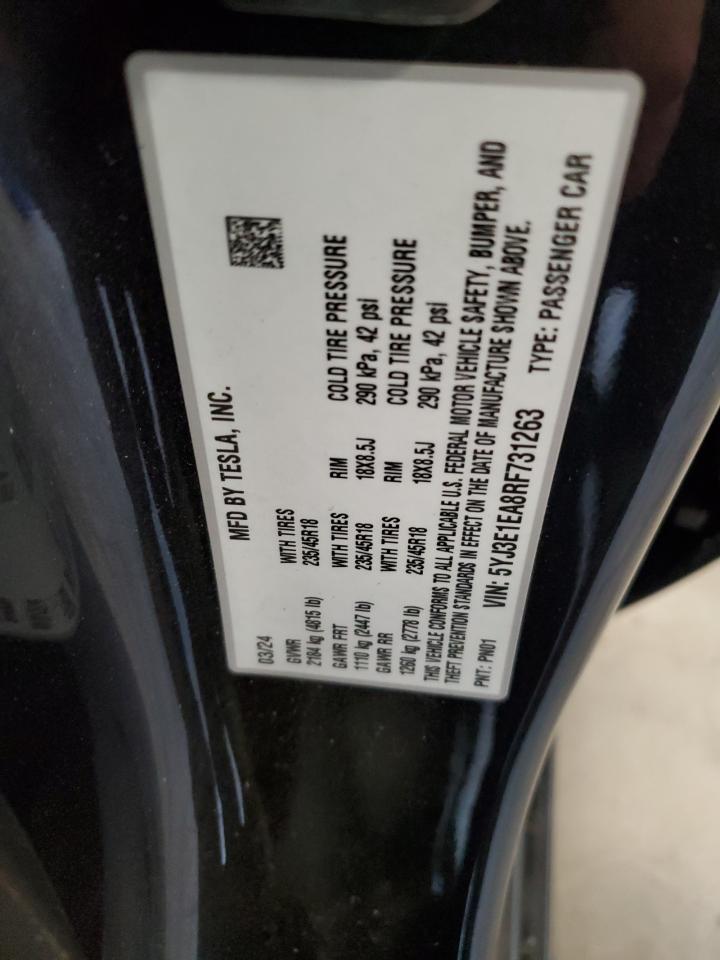 MFD BY TESLA, INC.
03/24
GVWR WITH TIRES RIM COLD TIRE PRESSURE
2184 kg (4815 lb) 235/45R18 18X8.5J 290 kPa, 42 psi
GAWR FRT WITH TIRES RIM COLD TIRE PRESSURE
1110 kg (2447 lb) 235/45R18 18X8.5J 290 kPa, 42 psi
GAWR RR WITH TIRES
1260 kg (2778 lb) 235/45R18
THIS VEHICLE CONFORMS TO ALL APPLICABLE U.S. FEDERAL MOTOR VEHICLE SAFETY, BUMPER, AND
THEFT PREVENTION STANDARDS IN EFFECT ON THE DATE OF MANUFACTURE SHOWN ABOVE.
PNT: PN01 VIN: 5YJ3E1EA8RF731263 TYPE: PASSENGER CAR